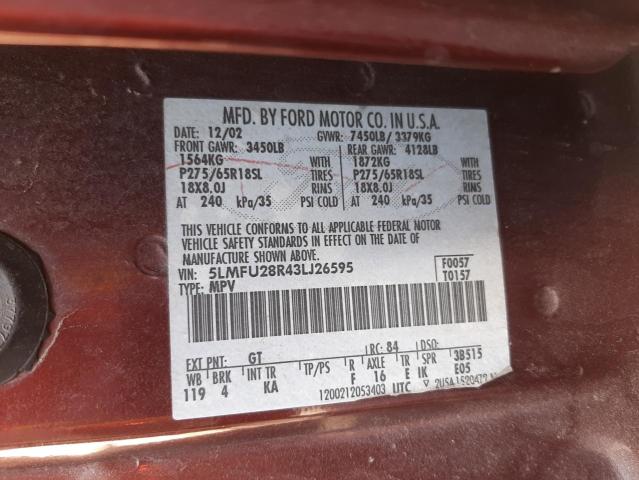 MFD. BY FORD MOTOR CO. IN U.S.A.
DATE: 12/02 GVWR: 7450LB/ 3379KG
FRONT GAWR: 3450LB REAR GAWR: 4128LB
1564KG WITH 1872KG WITH
P275/65R18SL TIRES P275/65R18SL TIRES
18X8.0J RIMS 18X8.0J RIMS
AT 240 kPa/35 PSI COLD AT 240 kPa/35 PSI COLD
THIS VEHICLE CONFORMS TO ALL APPLICABLE FEDERAL MOTOR
VEHICLE SAFETY STANDARDS IN EFFECT ON THE DATE OF
MANUFACTURE SHOWN ABOVE.
VIN: 5LMFU28R43LJ26595 F0057
TYPE: MPV T0157
EXT PNT: GT RC: 84 DSO:
WB BRK INT TR TP/PS R AXLE TR SPR 3B515
119 4 KA F 16 E IK E05
1200212053403 UTC